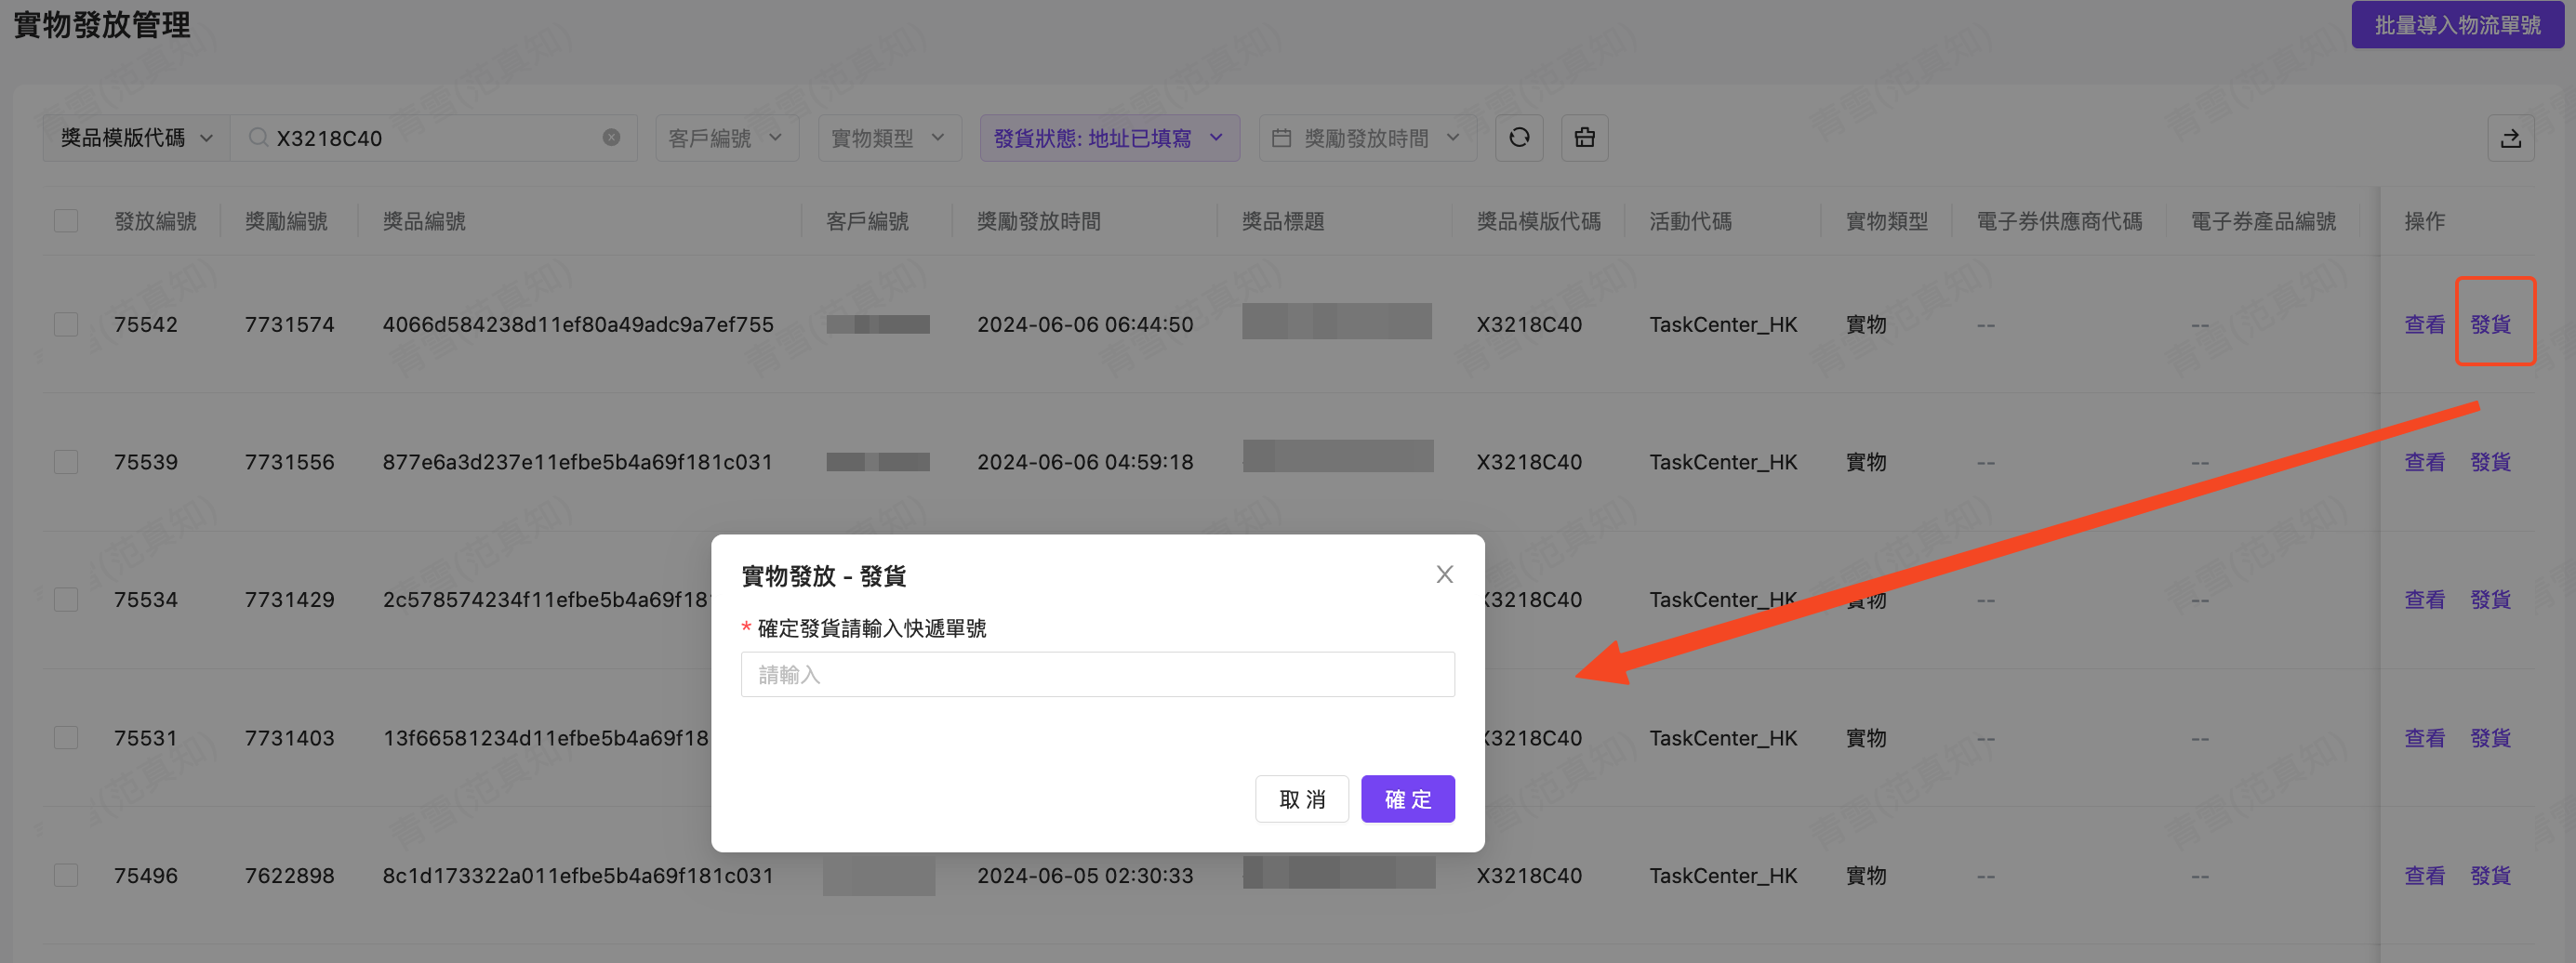 實物發放管理
批量導入物流單號
獎品模版代碼 X3218C40 客戶編號 實物類型 發貨狀態: 地址已填寫 獎勵發放時間
發放編號 獎勵編號 獎品編號 客戶編號 獎勵發放時間 獎品標題 獎品模版代碼 活動代碼 實物類型 電子券供應商代碼 電子券產品編號 操作
75542 7731574 4066d584238d11ef80a49adc9a7ef755 2024-06-06 06:44:50 X3218C40 TaskCenter_HK 實物 -- -- 查看 發貨
75539 7731556 877e6a3d237e11efbe5b4a69f181c031 2024-06-06 04:59:18 X3218C40 TaskCenter_HK 實物 -- -- 查看 發貨
實物發放 - 發貨
75534 7731429 2c578574234f11efbe5b4a69f18 X3218C40 TaskCenter_HK 實物 -- -- 查看 發貨
* 確定發貨請輸入快遞單號
請輸入
75531 7731403 13f66581234d11efbe5b4a69f18 X3218C40 TaskCenter_HK 實物 -- -- 查看 發貨
取 消 確 定
75496 7622898 8c1d173322a011efbe5b4a69f181c031 2024-06-05 02:30:33 X3218C40 TaskCenter_HK 實物 -- -- 查看 發貨
青雪(范真知)